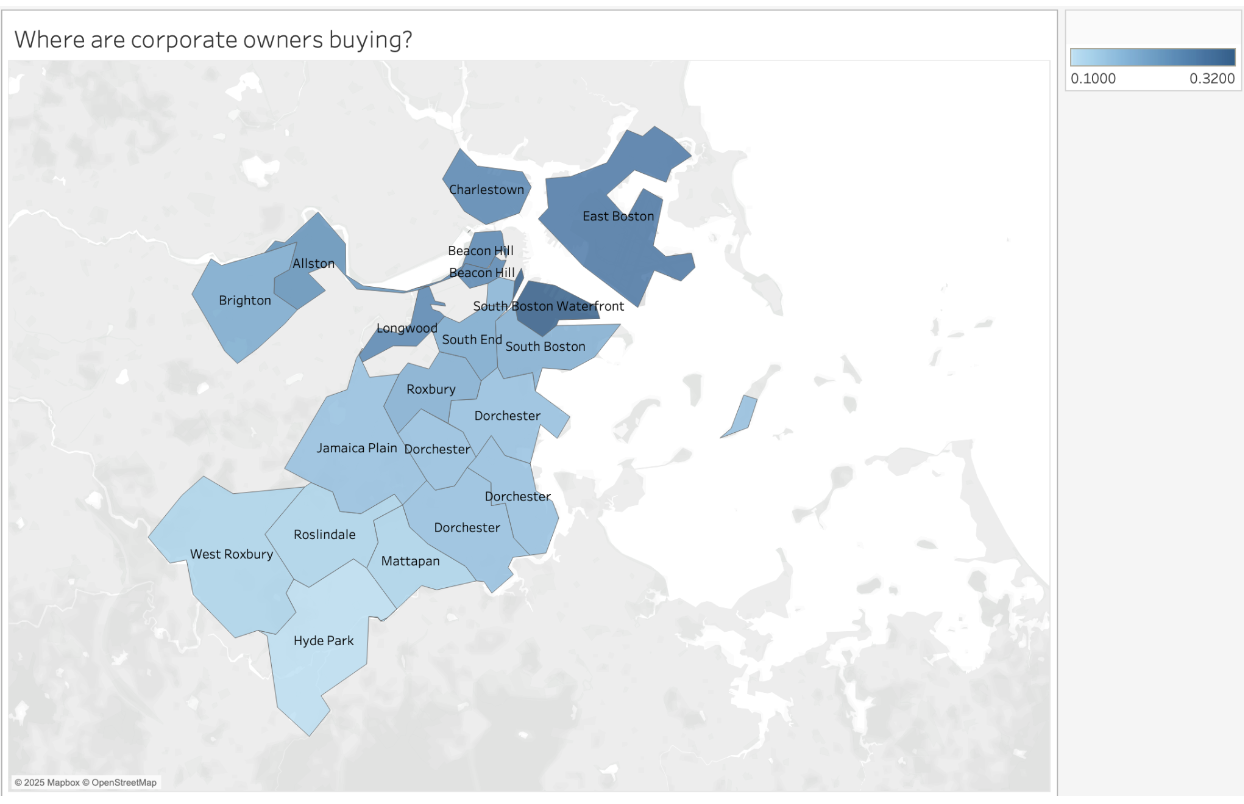 Where are corporate owners buying?
0.1000 0.3200
Charlestown
East Boston
Beacon Hill
Allston
Beacon Hill
Brighton
South Boston Waterfront
Longwood
South End
South Boston
Roxbury
Dorchester
Jamaica Plain
Dorchester
Dorchester
Dorchester
Roslindale
West Roxbury
Mattapan
Hyde Park
© 2025 Mapbox © OpenStreetMap